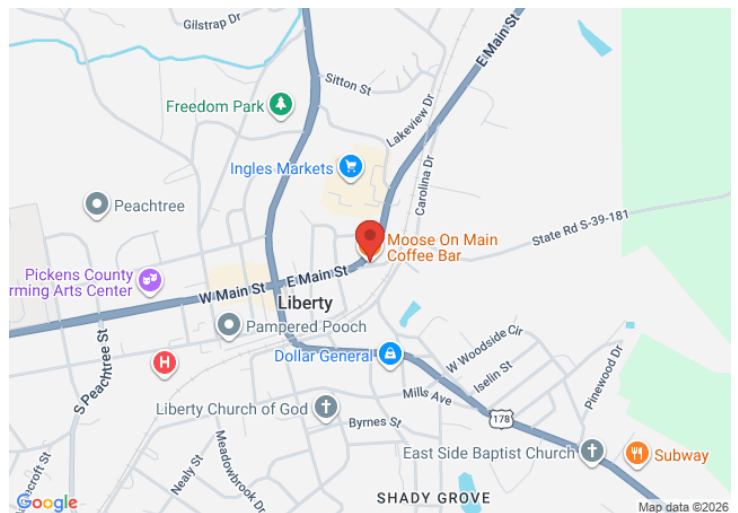 Gilstrap Dr
E Main St
Sitton St
Freedom Park
Lakeview Dr
Ingles Markets
Carolina Dr
Peachtree
Moose On Main
Coffee Bar
State Rd S-39-181
Pickens County
rming Arts Center
E Main St
W Main St
Liberty
Pampered Pooch
Dollar General
W Woodside Cir
Iselin St
Pinewood Dr
S Peachtree St
H
Mills Ave
Liberty Church of God
178
Byrnes St
East Side Baptist Church
Subway
Meadowbrook Dr
Nealy St
ecroft St
SHADY GROVE
Google
Map data ©2026